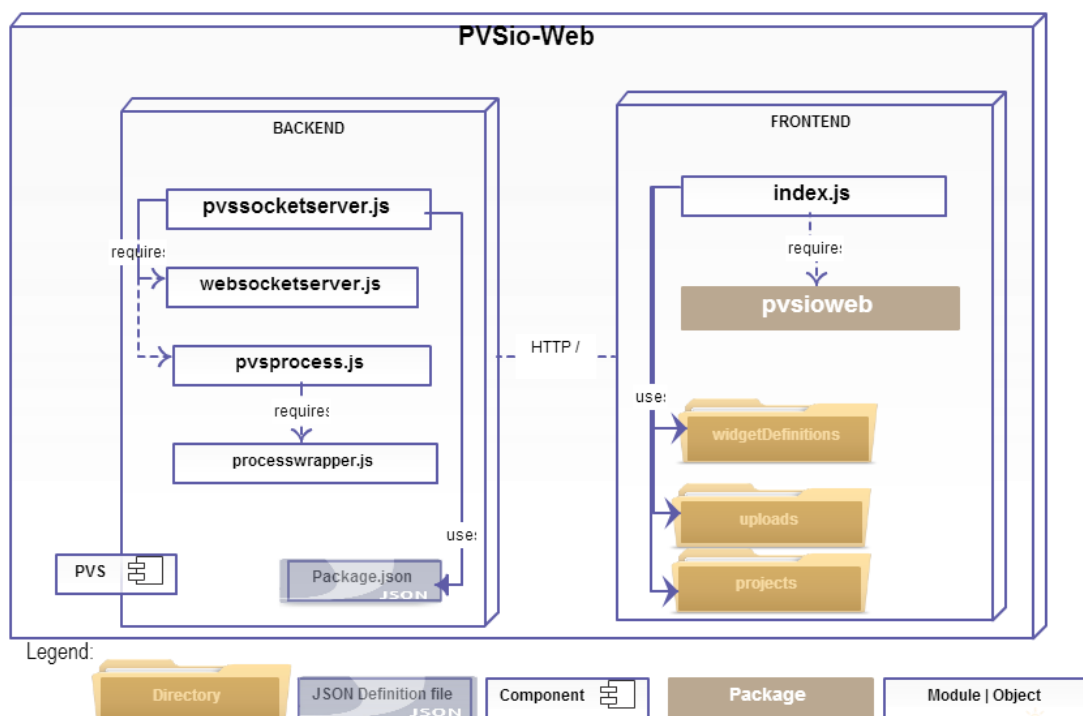 PVSio-Web
BACKEND
pvssocketserver.js
requires
websocketserver.js
pvsprocess.js
requires
processwrapper.js
uses
PVS
Package.json
JSON
HTTP /
FRONTEND
index.js
requires
pvsioweb
uses
widgetDefinitions
uploads
projects
Legend:
Directory
JSON Definition file
JSON
Component
Package
Module | Object